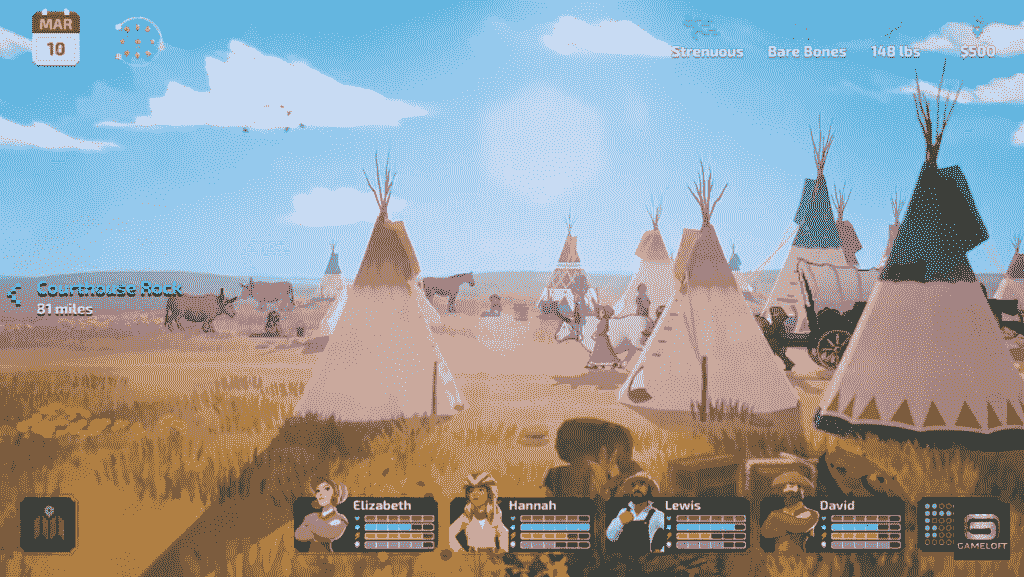 MAR
10
Strenuous
Bare Bones
148 lbs
$500
Courthouse Rock
81 miles
Elizabeth
Hannah
Lewis
David
GAMELOFT